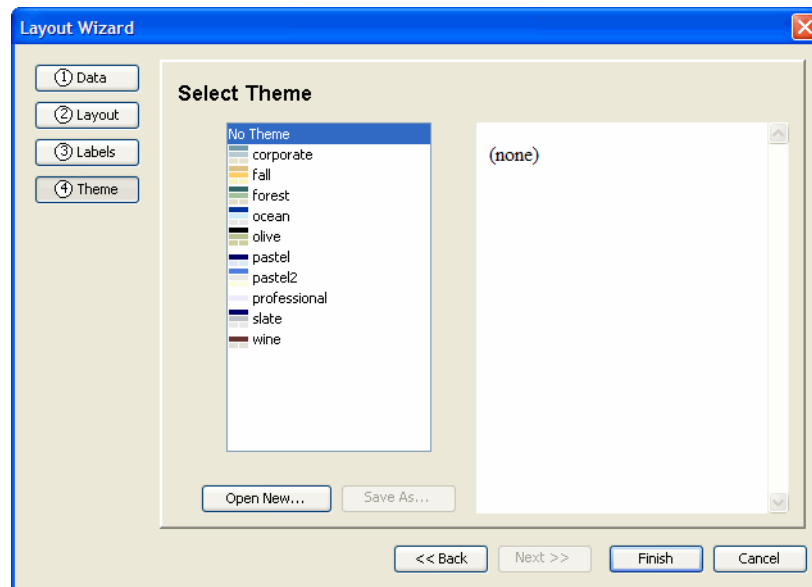 Layout Wizard
① Data
② Layout
③ Labels
④ Theme
Select Theme
No Theme
corporate
fall
forest
ocean
olive
pastel
pastel2
professional
slate
wine
(none)
Open New...
Save As...
<< Back
Next >>
Finish
Cancel